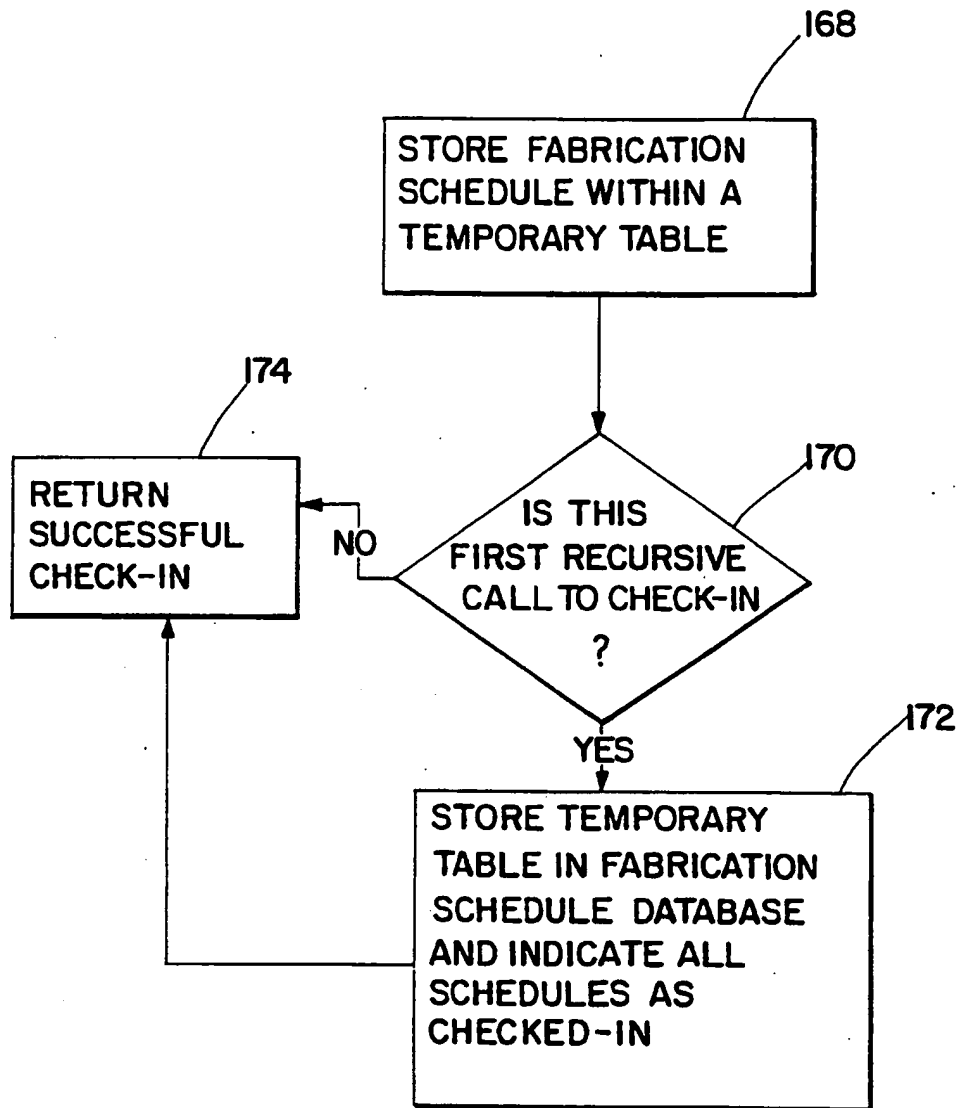 168
STORE FABRICATION
SCHEDULE WITHIN A
TEMPORARY TABLE
174
RETURN
SUCCESSFUL
CHECK-IN
170
IS THIS
FIRST RECURSIVE
CALL TO CHECK-IN
?
NO
YES
172
STORE TEMPORARY
TABLE IN FABRICATION
SCHEDULE DATABASE
AND INDICATE ALL
SCHEDULES AS
CHECKED-IN